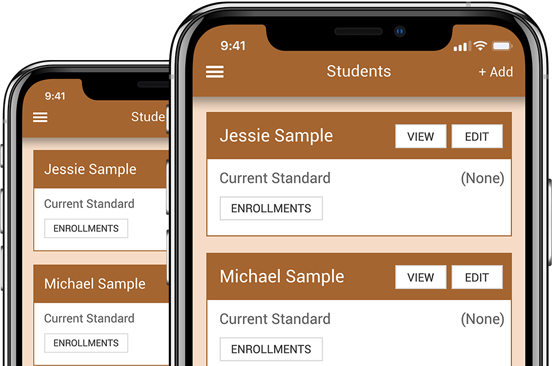 9:41
Stude
Jessie Sample
Current Standard
ENROLLMENTS
Michael Sample
Current Standard
ENROLLMENTS
9:41
Students + Add
Jessie Sample VIEW EDIT
Current Standard (None)
ENROLLMENTS
Michael Sample VIEW EDIT
Current Standard (None)
ENROLLMENTS